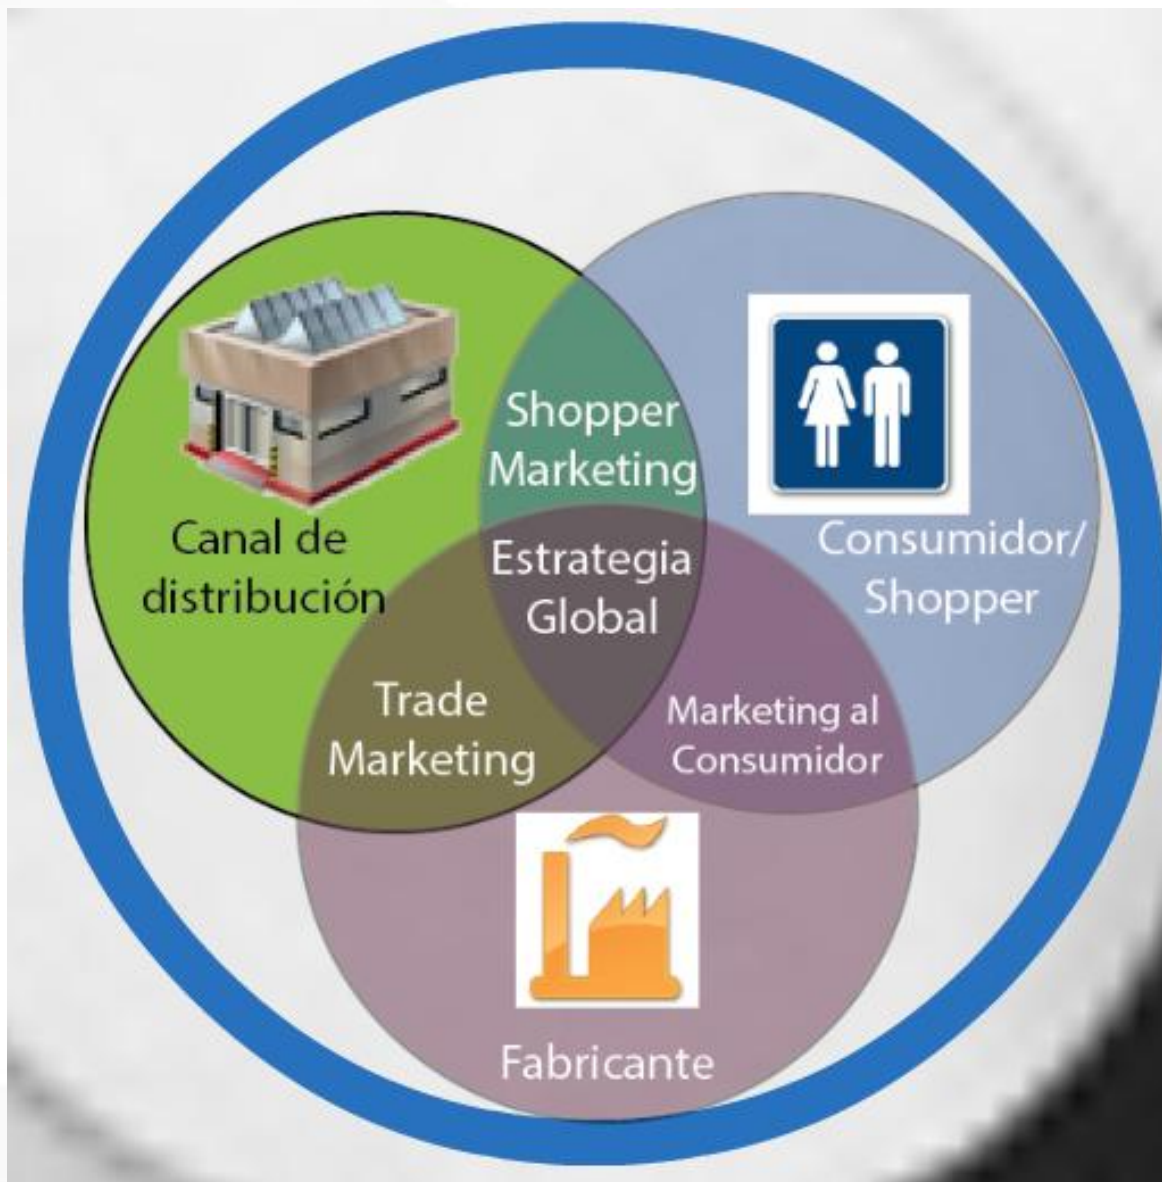 Shopper
Marketing
Canal de
distribución
Estrategia
Global
Consumidor/
Shopper
Trade
Marketing
Marketing al
Consumidor
Fabricante